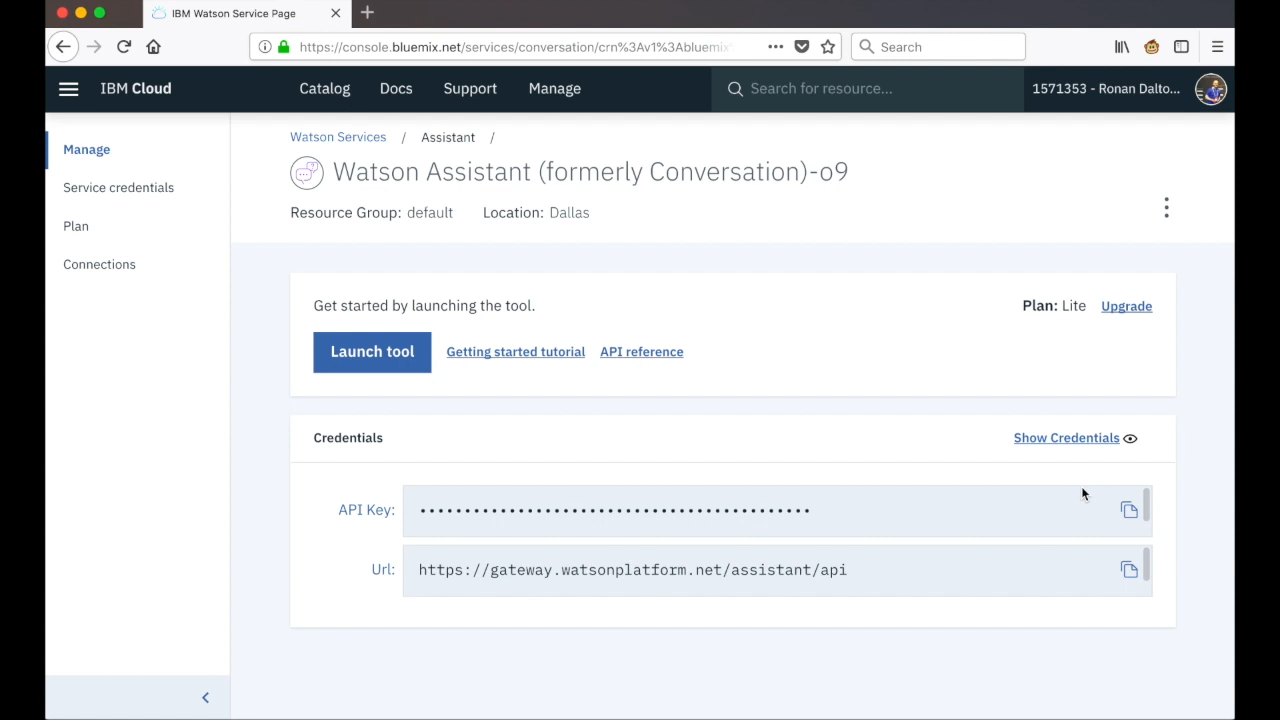 IBM Watson Service Page
https://console.bluemix.net/services/conversation/crn%3Av1%3Abluemix
Search
IBM Cloud
Catalog
Docs
Support
Manage
Search for resource...
1571353 - Ronan Dalto...
Manage
Service credentials
Plan
Connections
Watson Services / Assistant /
Watson Assistant (formerly Conversation)-o9
Resource Group: default Location: Dallas
Get started by launching the tool.
Plan: Lite Upgrade
Launch tool
Getting started tutorial
API reference
Credentials
Show Credentials
API Key: ••••••••••••••••••••••••••••••••••••••••••••
Url: https://gateway.watsonplatform.net/assistant/api